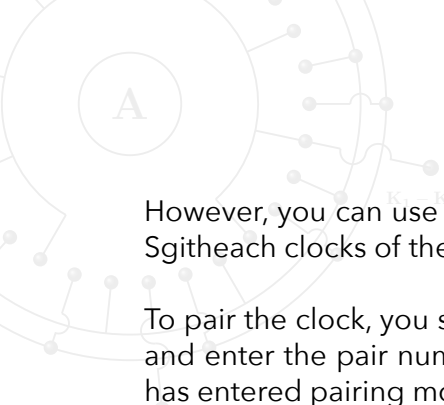 A
However, you can use
Sgitheach clocks of the
To pair the clock, you s
and enter the pair num
has entered pairing mo